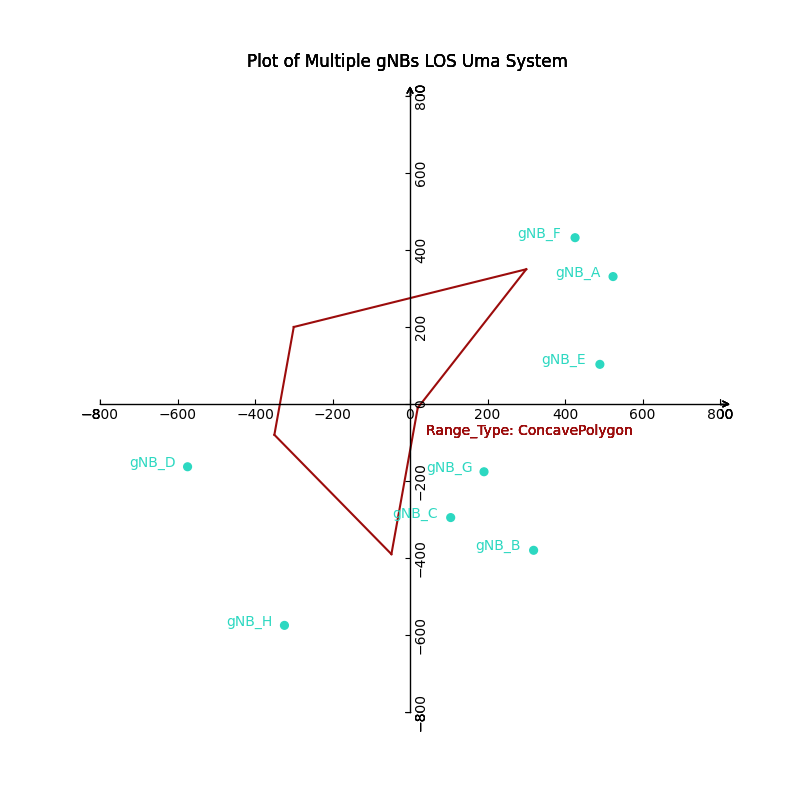 Plot of Multiple gNBs LOS Uma System
800
600
gNB_F
400
gNB_A
gNB_E
200
0
−800 −600 −400 −200 0 200 400 600 800
Range_Type: ConcavePolygon
gNB_D
gNB_G
−200
gNB_C
gNB_B
−400
gNB_H
−600
−800